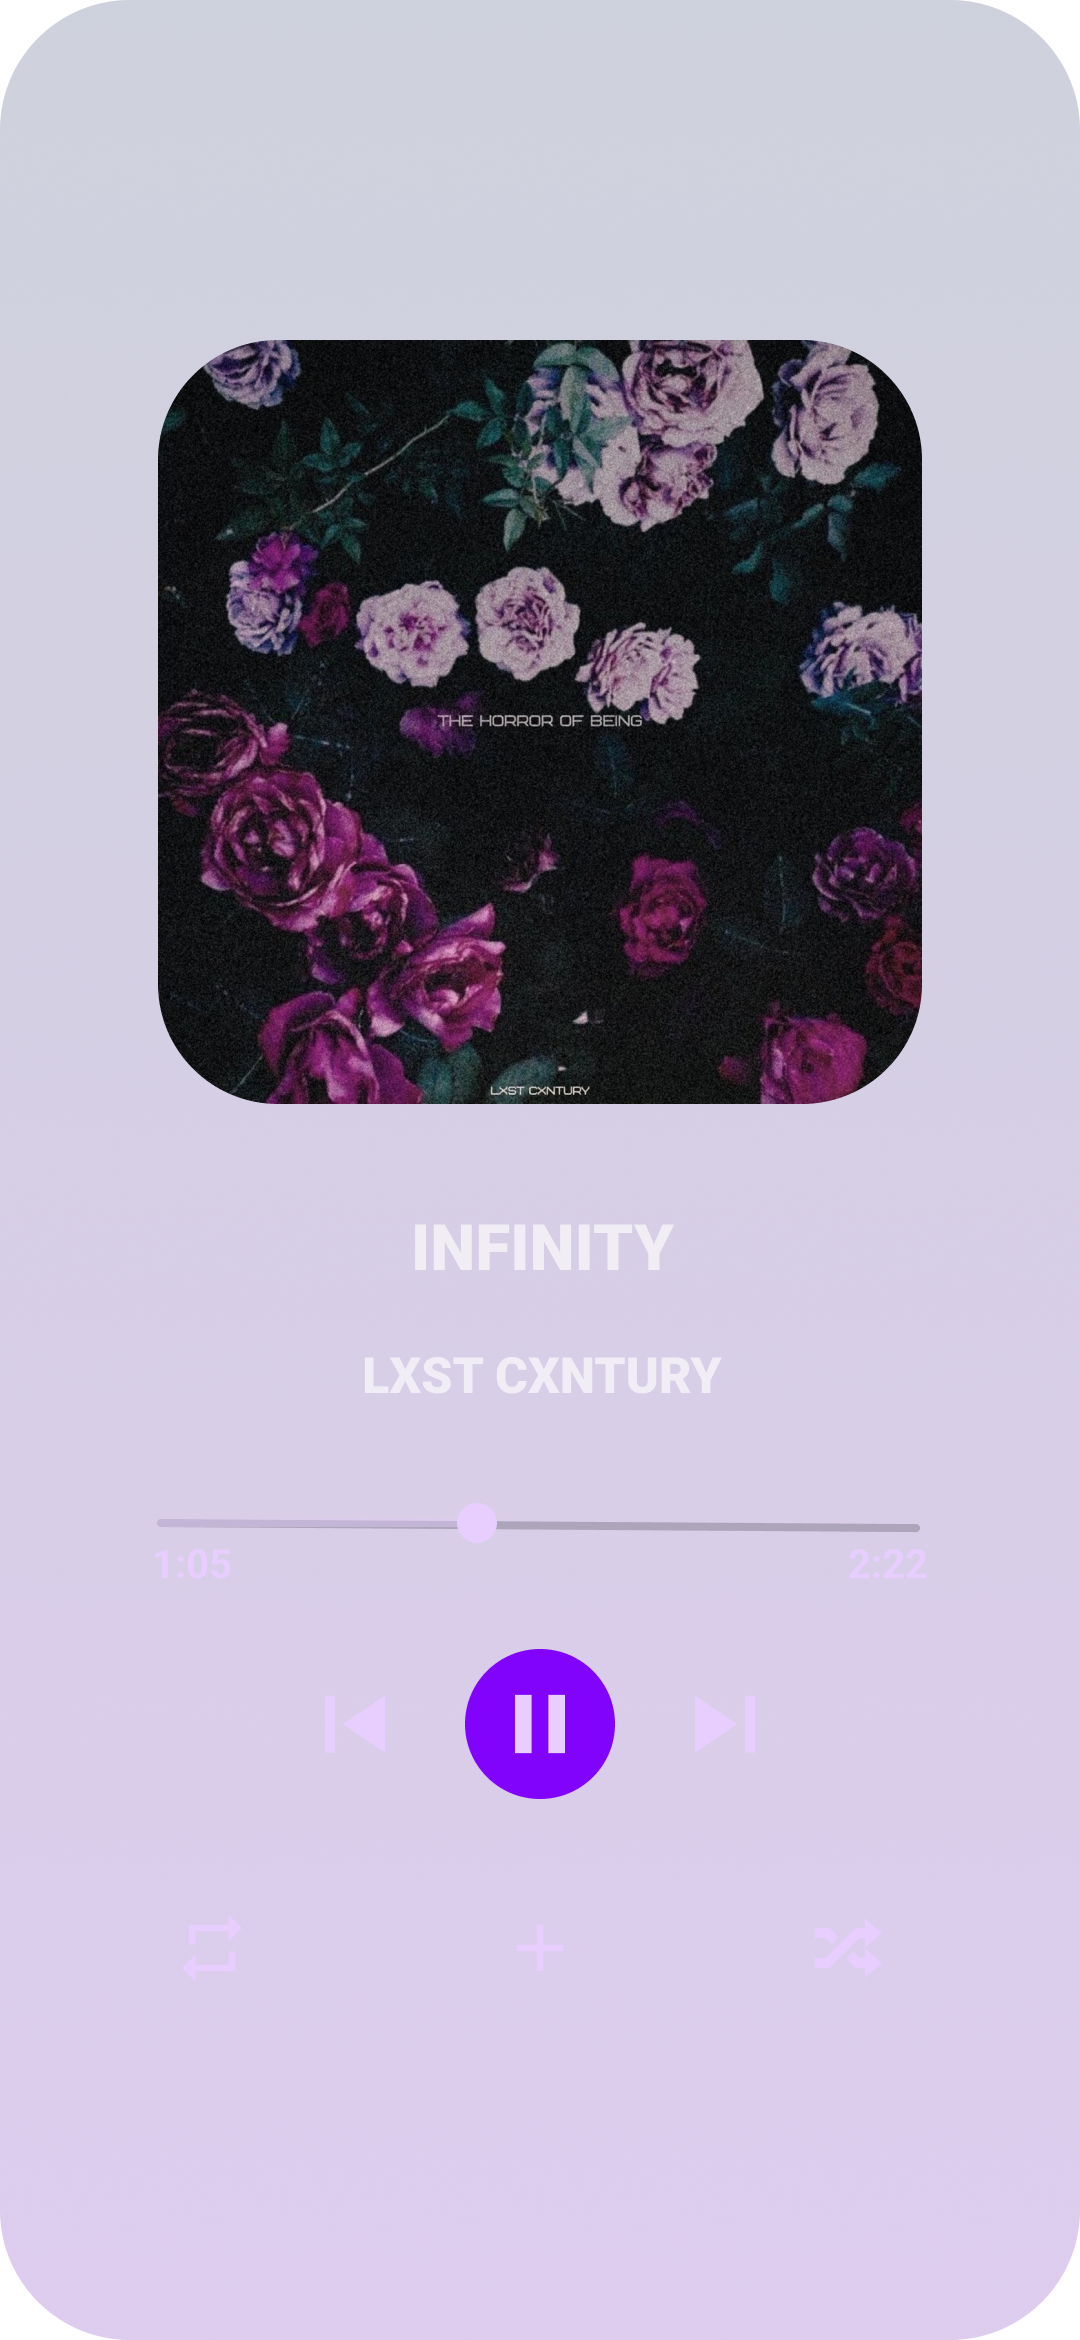 THE HORROR OF BEING
LXST CXNTURY
INFINITY
LXST CXNTURY
1:05
2:22